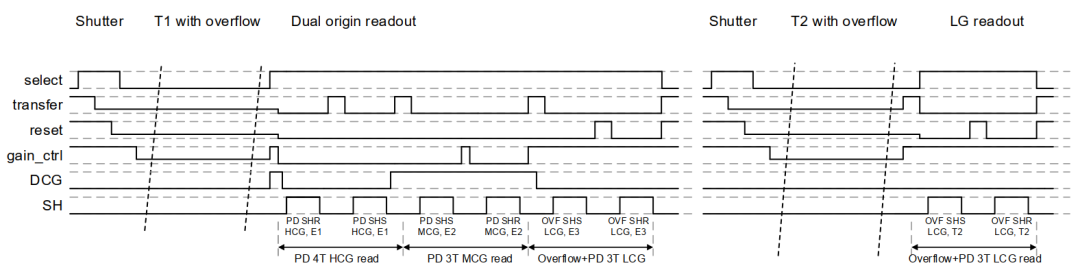 Shutter T1 with overflow Dual origin readout Shutter T2 with overflow LG readout
select
transfer
reset
gain_ctrl
DCG
SH
PD SHR PD SHS PD SHS PD SHR OVF SHS OVF SHR OVF SHS OVF SHR
HCG, E1 HCG, E1 MCG, E2 MCG, E2 LCG, E3 LCG, E3 LCG, T2 LCG, T2
PD 4T HCG read PD 3T MCG read Overflow+PD 3T LCG Overflow+PD 3T LCG read